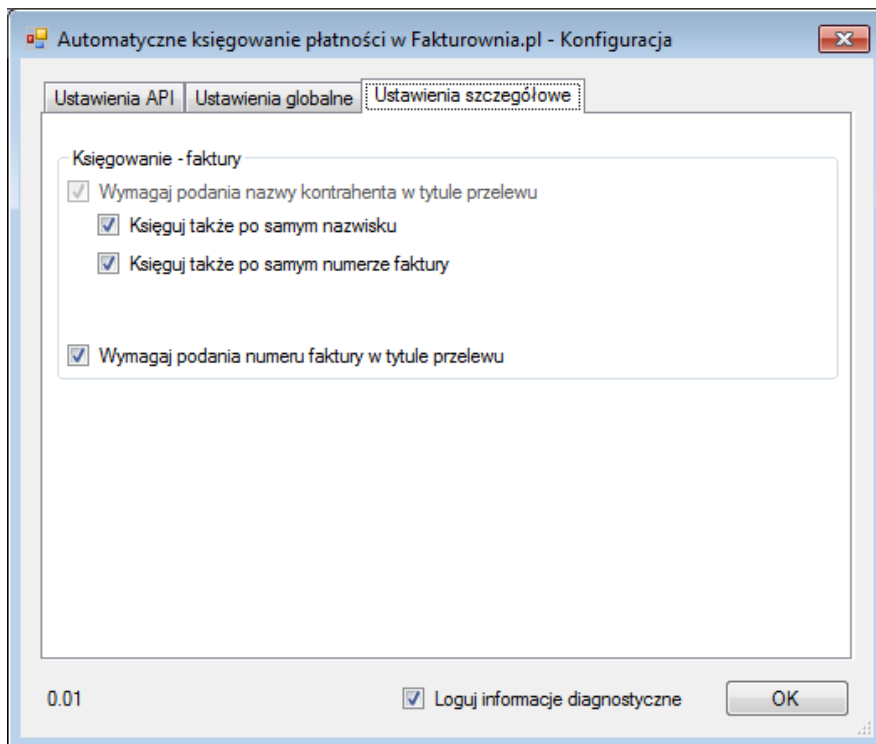 Automatyczne księgowanie płatności w Fakturownia.pl - Konfiguracja
Ustawienia API
Ustawienia globalne
Ustawienia szczegółowe
Księgowanie - faktury
Wymagaj podania nazwy kontrahenta w tytule przelewu
Księguj także po samym nazwisku
Księguj także po samym numerze faktury
Wymagaj podania numeru faktury w tytule przelewu
0.01
Loguj informacje diagnostyczne
OK